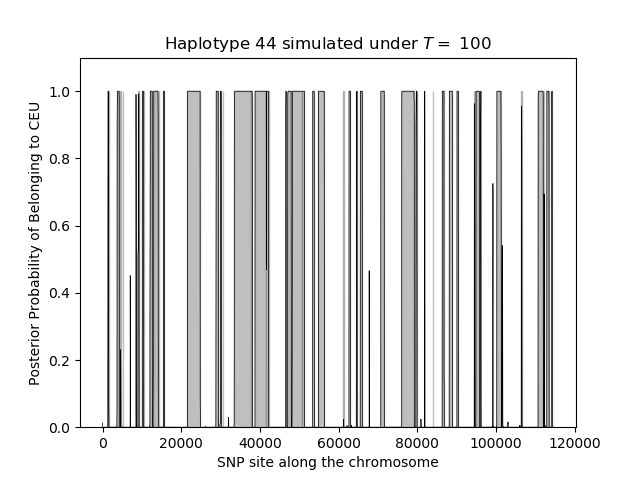 Haplotype 44 simulated under T = 100
Posterior Probability of Belonging to CEU
1.0
0.8
0.6
0.4
0.2
0.0
0 20000 40000 60000 80000 100000 120000
SNP site along the chromosome